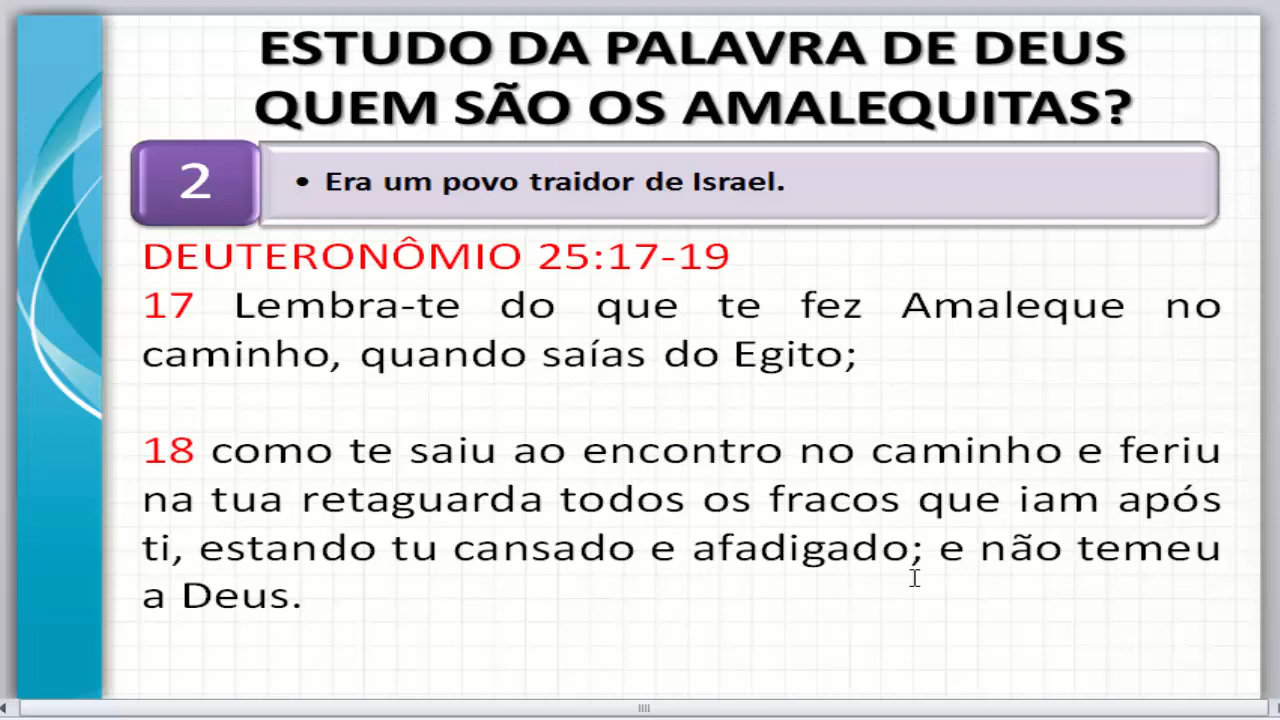 ESTUDO DA PALAVRA DE DEUS
QUEM SÃO OS AMALEQUITAS?
2
• Era um povo traidor de Israel.
DEUTERONÔMIO 25:17-19
17 Lembra-te do que te fez Amaleque no
caminho, quando saías do Egito;
18 como te saiu ao encontro no caminho e feriu
na tua retaguarda todos os fracos que iam após
ti, estando tu cansado e afadigado; e não temeu
a Deus.